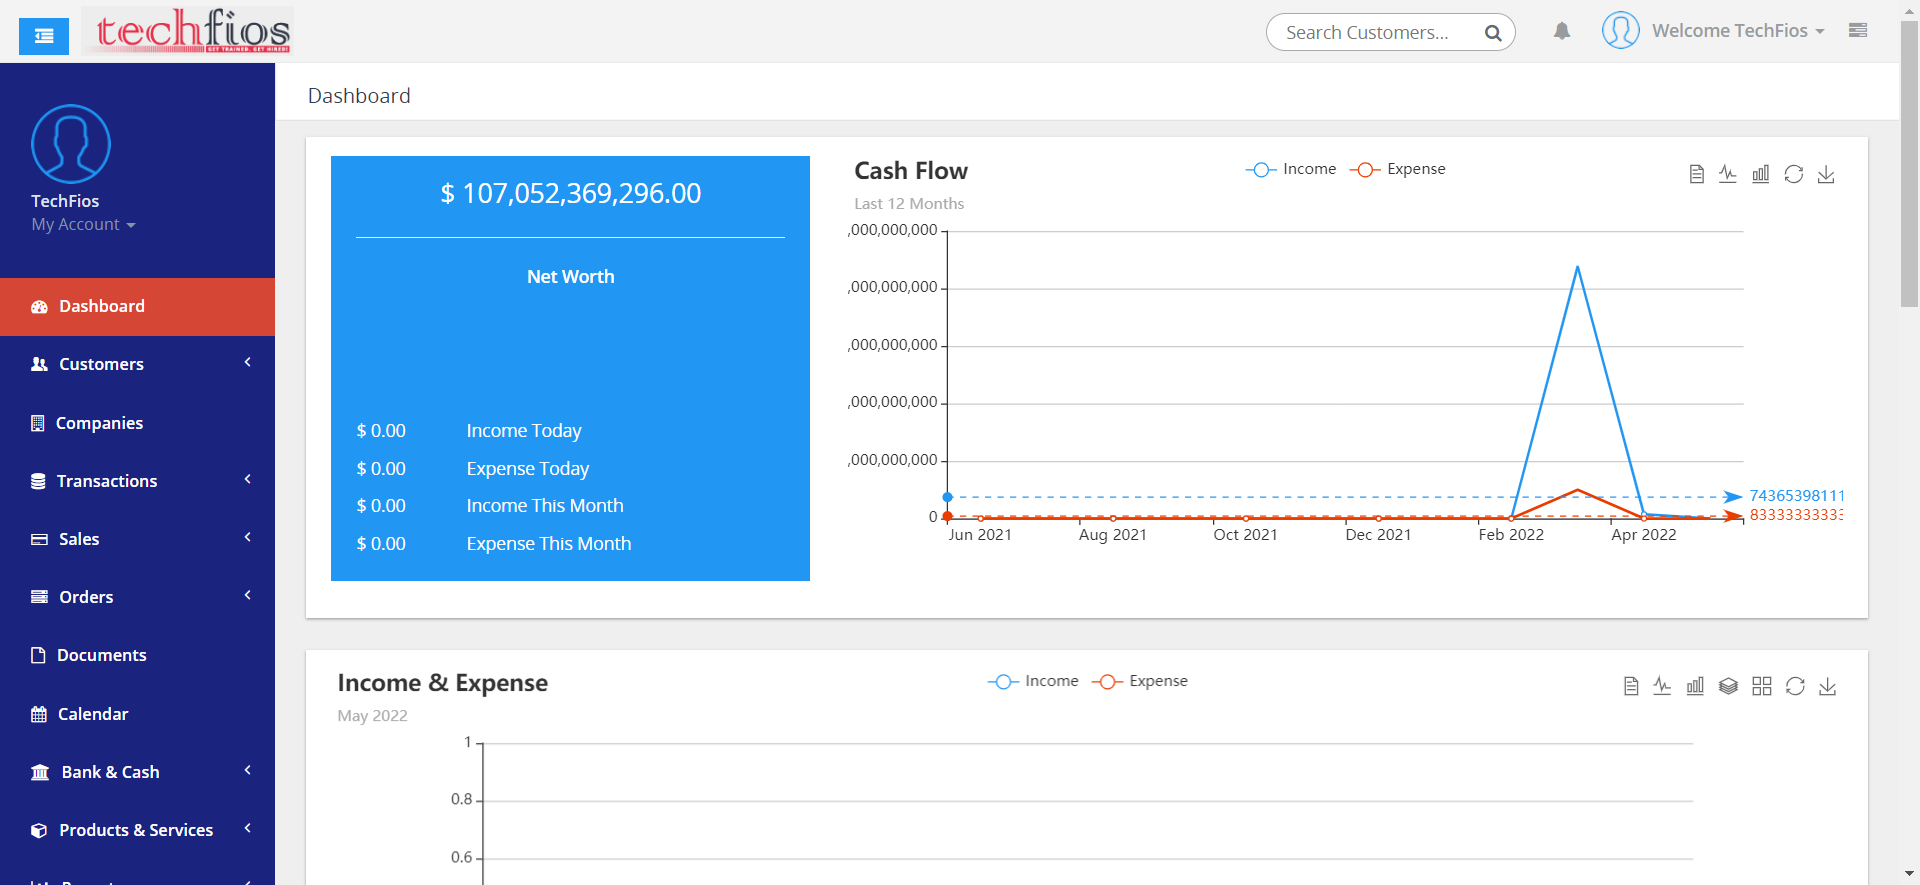 techfios
GET TRAINED. GET HIRED!
Search Customers...
Welcome TechFios
TechFios
My Account
Dashboard
Customers
Companies
Transactions
Sales
Orders
Documents
Calendar
Bank & Cash
Products & Services
Dashboard
$ 107,052,369,296.00
Net Worth
$ 0.00 Income Today
$ 0.00 Expense Today
$ 0.00 Income This Month
$ 0.00 Expense This Month
Cash Flow
Last 12 Months
Income Expense
,000,000,000
,000,000,000
,000,000,000
,000,000,000
,000,000,000
0
74365398111
83333333333
Jun 2021 Aug 2021 Oct 2021 Dec 2021 Feb 2022 Apr 2022
Income & Expense
May 2022
Income Expense
1
0.8
0.6